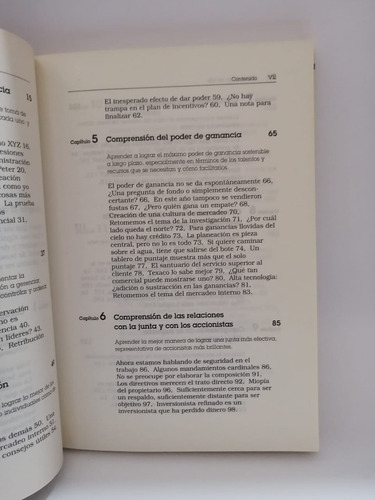 Contenido VII
El inesperado efecto de dar poder 59, ¿No hay
trampa en el plan de incentivos? 60, Una nota para
finalizar 62.
Capítulo 5 Comprensión del poder de ganancia 65
Aprender a lograr el máximo poder de ganancia sostenible
a largo plazo, especialmente en términos de los talentos y
recursos que se necesitan y cómo facilitarlos.
El poder de ganancia no se da espontáneamente 66
¿Una pregunta de fondo o simplemente descon-
certante? 66, En este año tampoco se vendieron
fustas 67, ¿Pero quién gana un empate? 68,
Creación de una cultura de mercadeo 70,
Retomemos el tema de la investigación 71, ¿Por cuál
lado queda el norte? 72, Para ganancias llovidas del
cielo no hay crédito 74, La planeación es pieza
central, pero no lo es todo 73, Si quiere caminar
sobre el agua, tiene que salirse del bote 74, Un
tablero de puntaje muestra más que el solo
puntaje 77, El santuario del servicio superior al
cliente 78, Texaco lo sabe mejor 79, ¿Qué tan
comercial puede mostrarse uno? 80, Alta tecnología:
¿adición o sustracción en las ganancias? 81,
Retomemos el tema del mercadeo interno 83.
Capítulo 6 Comprensión de las relaciones
con la junta y con los accionistas 85
Aprender la mejor manera de lograr una junta más efectiva,
representativa de accionistas más brillantes.
Ahora estamos hablando de seguridad en el
trabajo 86, Algunos mandamientos cardinales 86,
No se preocupe por elaborar la composición 91,
Los directivos merecen el trato directo 92, Miopía
del propietario 96, Suficientemente cerca para ser
un respaldo, suficientemente distante para ser
objetivo 97, Inversionista refinado es un
inversionista que ha perdido dinero 98.